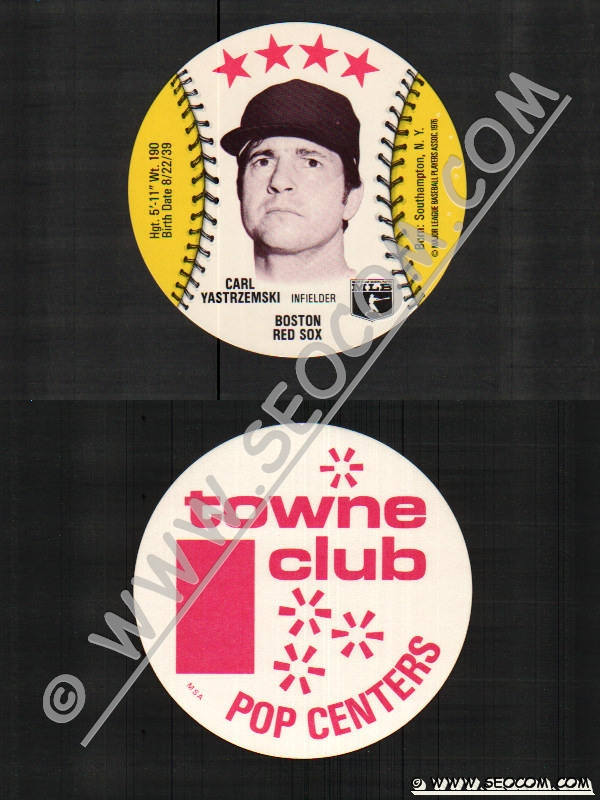 Hgt. 5'-11" Wt. 190
Birth Date 8/22/39
CARL
YASTRZEMSKI INFIELDER
BOSTON
RED SOX
MLB
Born: Southampton, N. Y.
© MAJOR LEAGUE BASEBALL PLAYERS ASSOC. 1976
towne
club
POP CENTERS
MSA
© WWW.SEOCOM.COM
© WWW.SEOCOM.COM